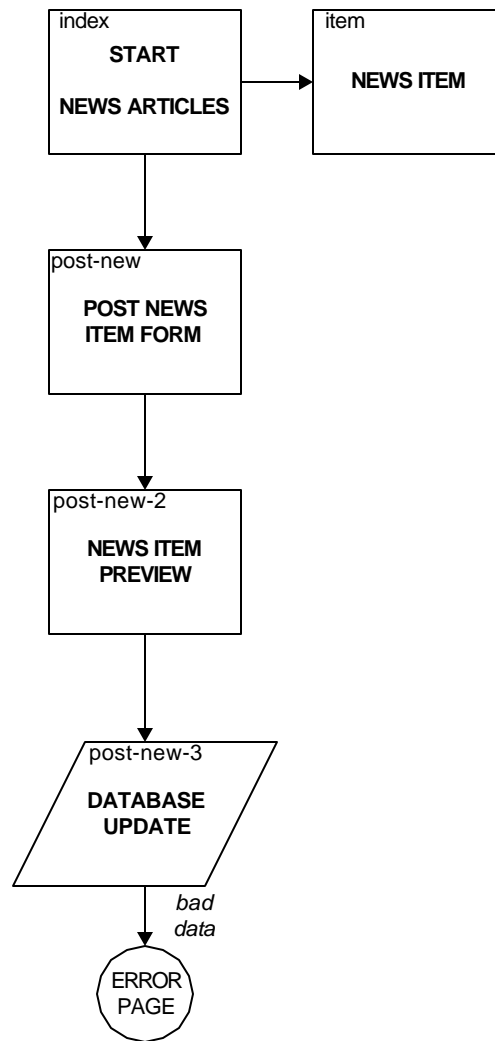 index
START
NEWS ARTICLES
item
NEWS ITEM
post-new
POST NEWS
ITEM FORM
post-new-2
NEWS ITEM
PREVIEW
post-new-3
DATABASE
UPDATE
bad
data
ERROR
PAGE